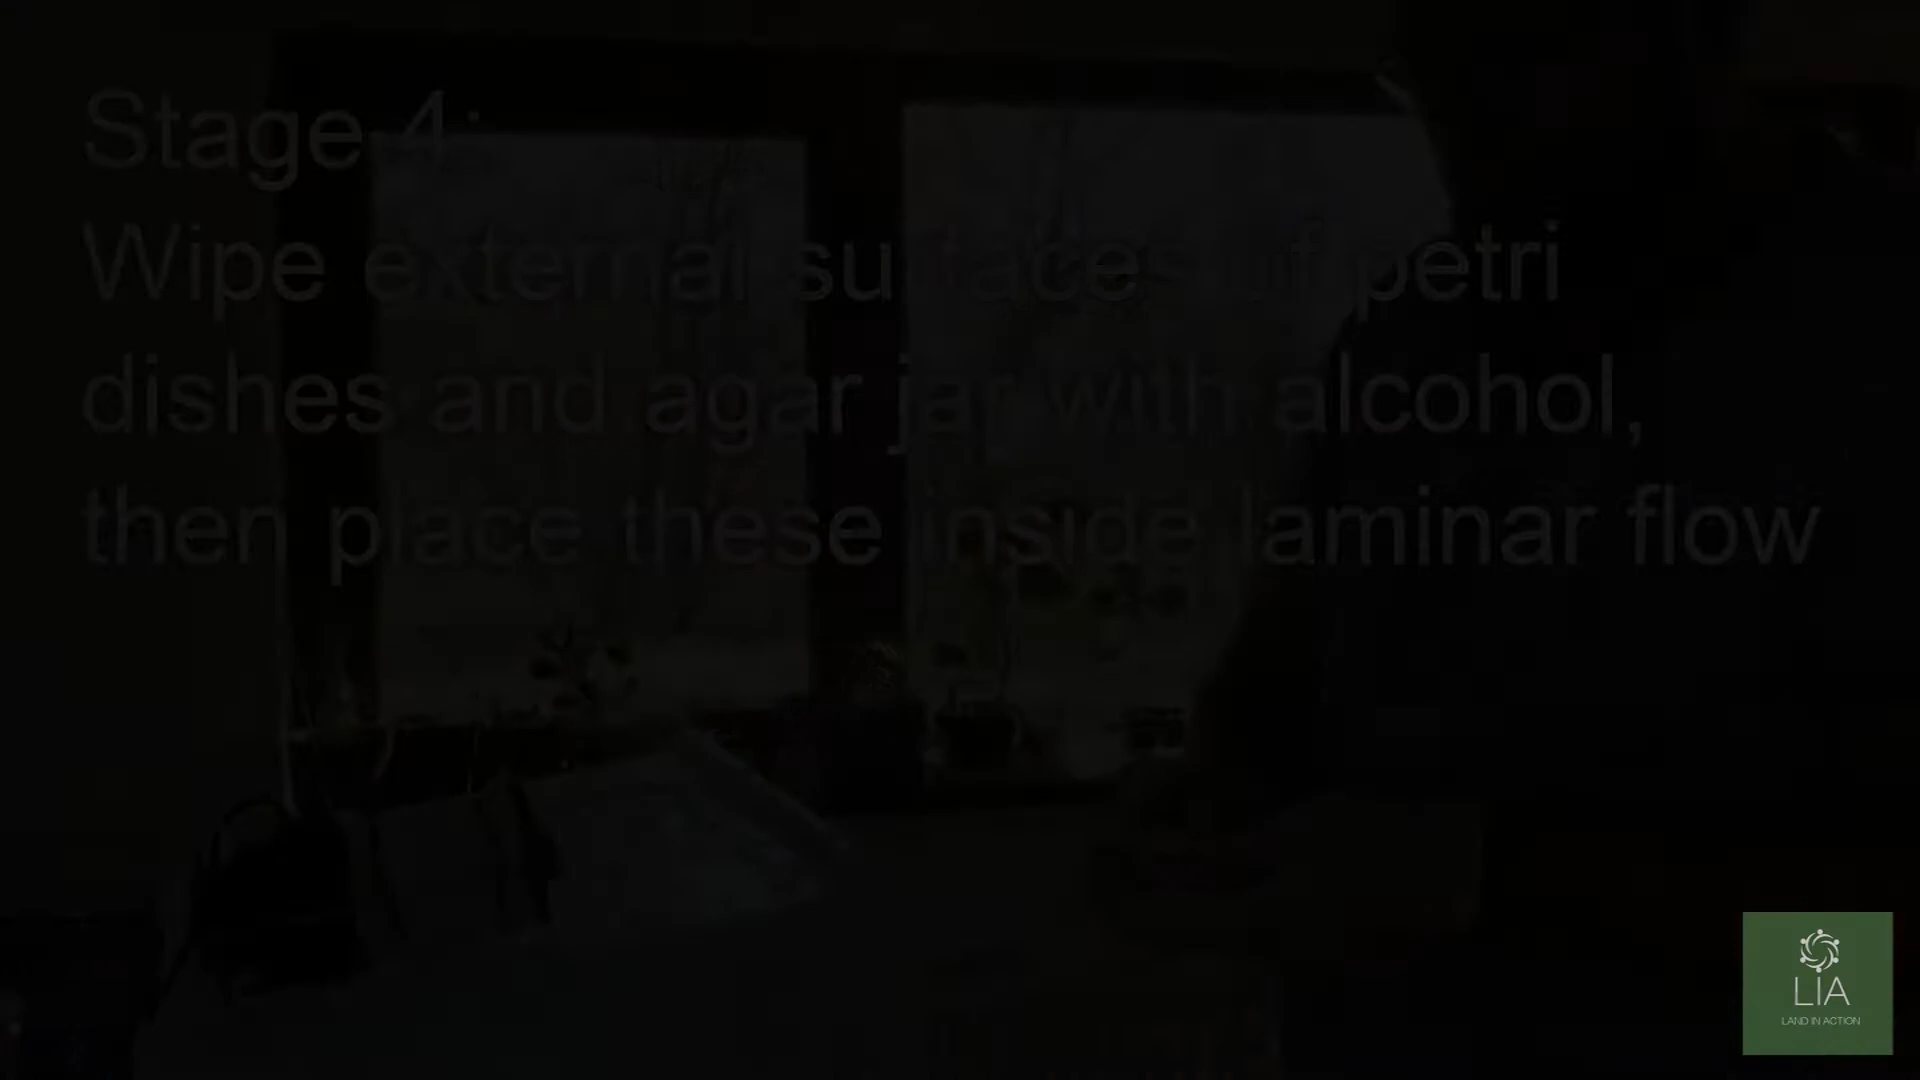 Stage 4:
Wipe external surfaces of petri
dishes and agar jar with alcohol,
then place these inside laminar flow
LIA
LAND IN ACTION